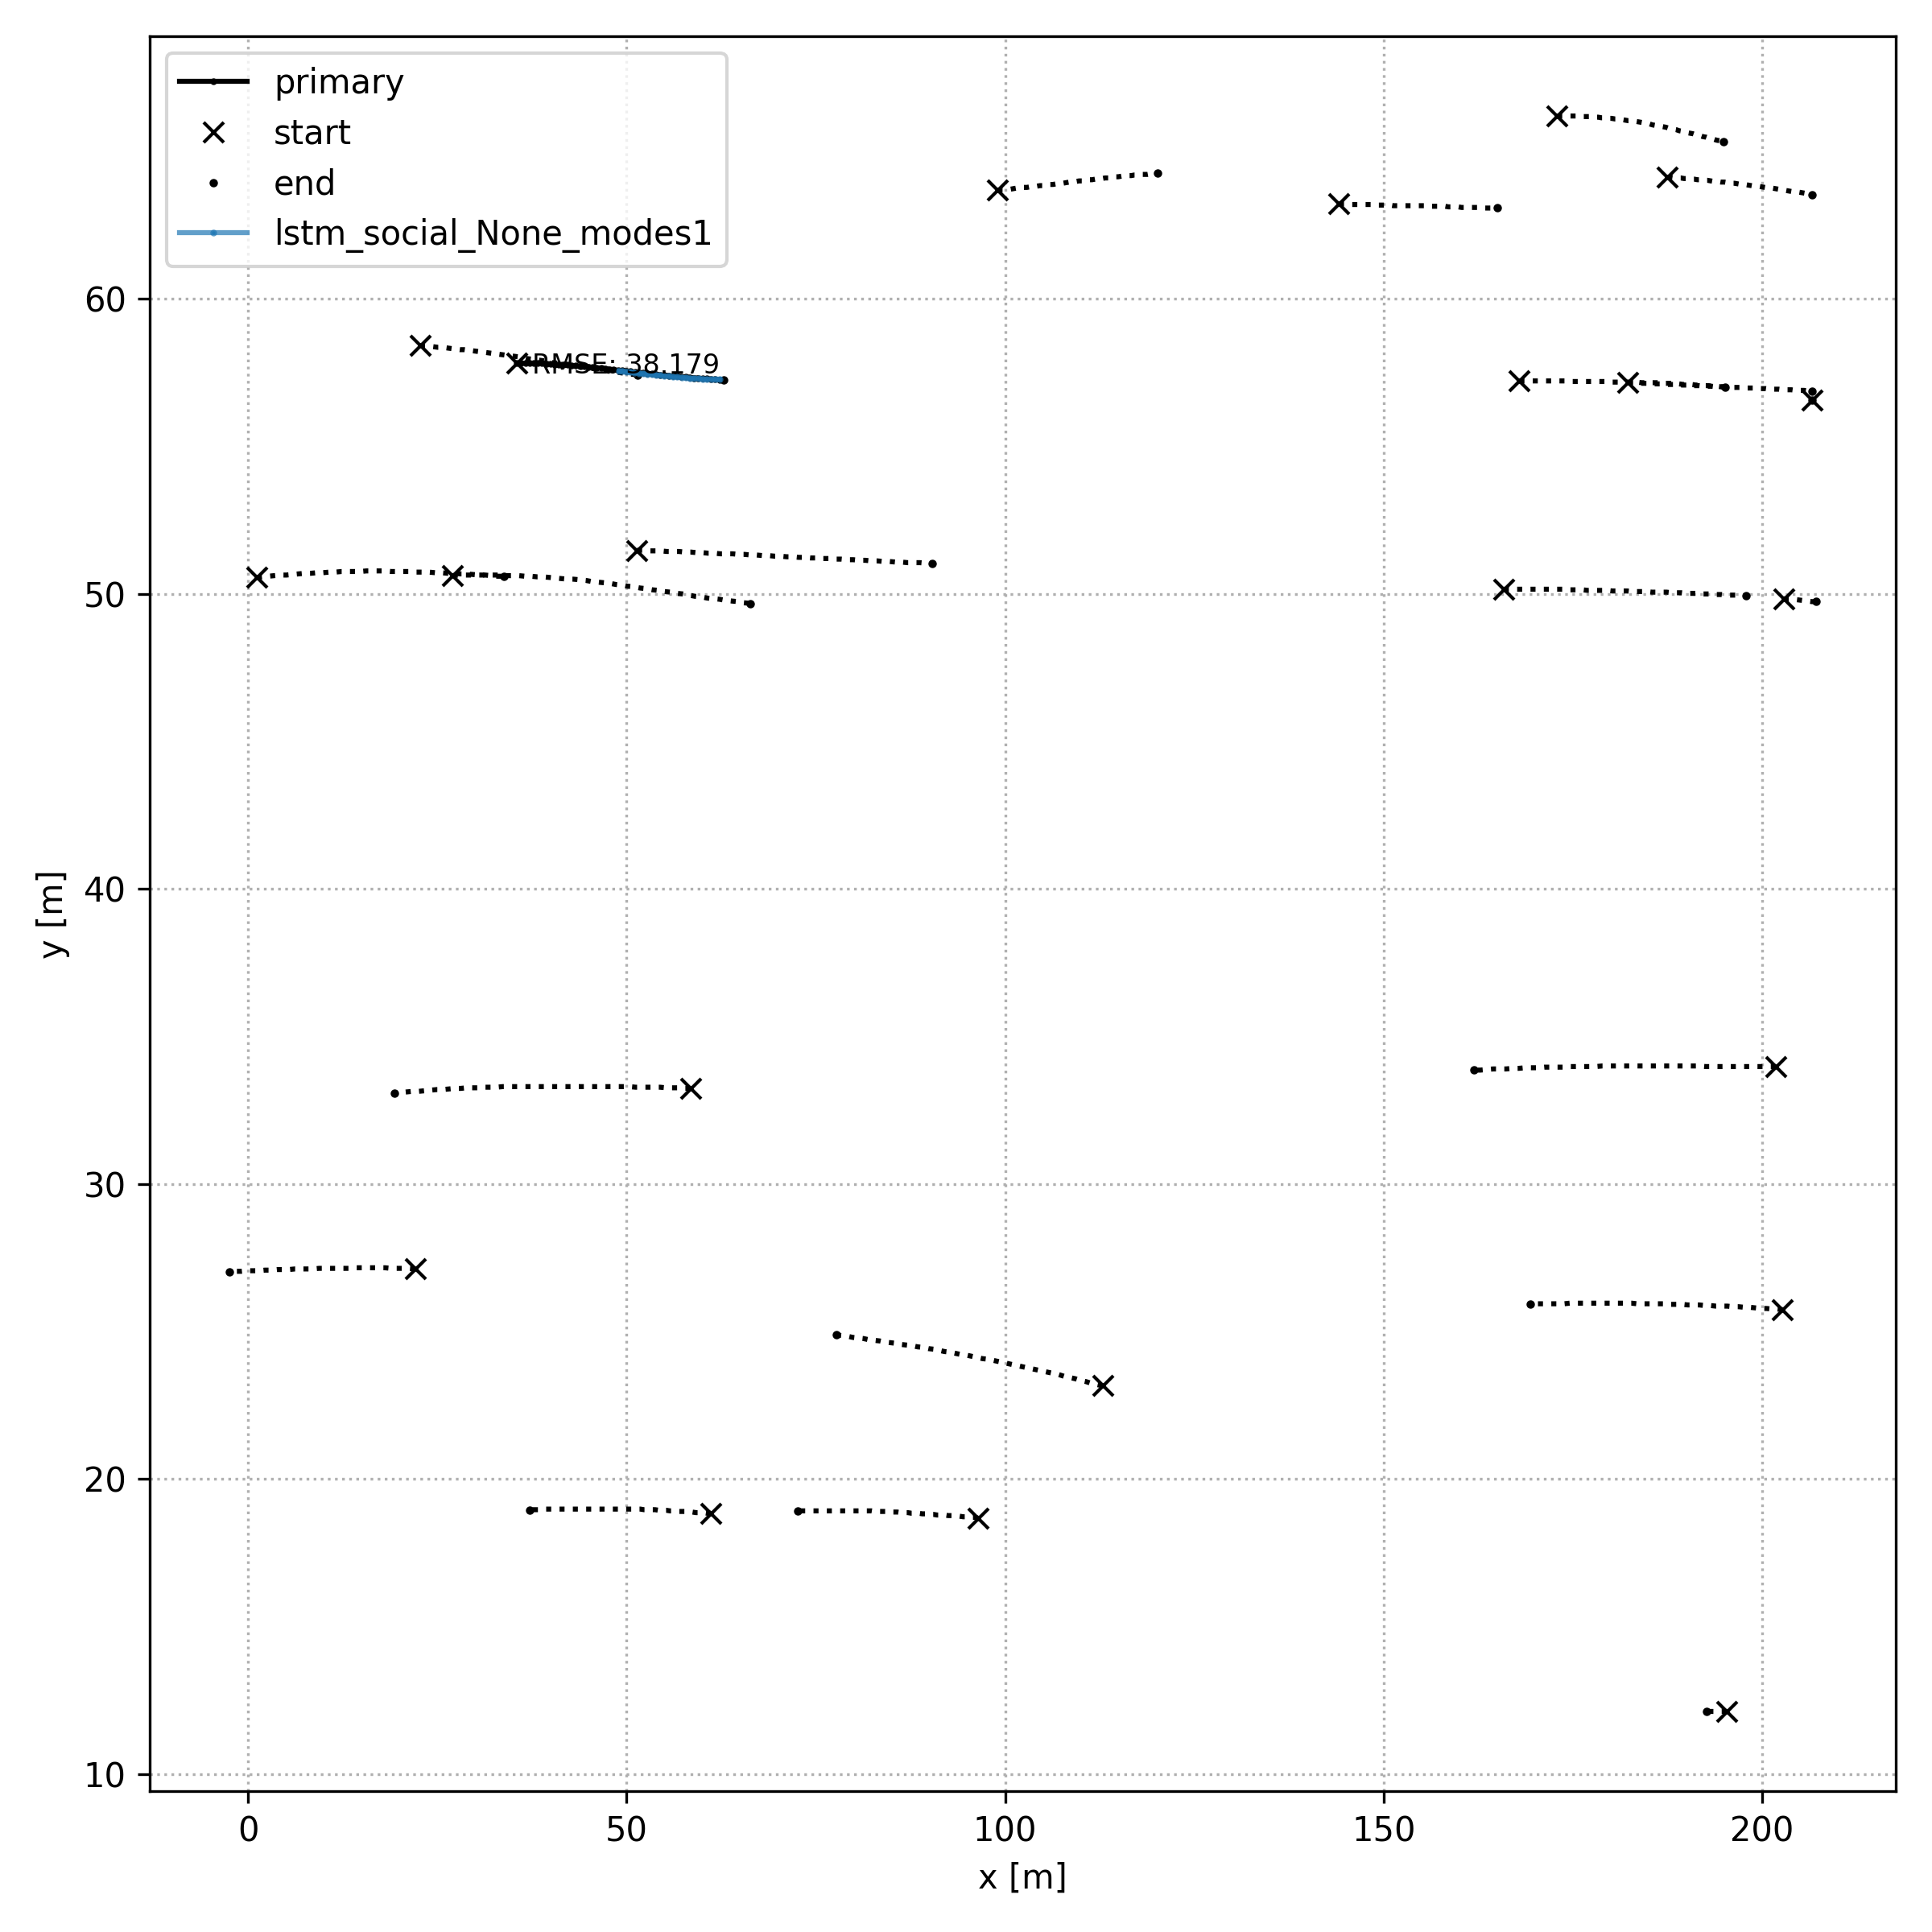 primary
start
end
lstm_social_None_modes1
RMSE: 38.179
60
50
40
30
20
10
y [m]
0 50 100 150 200
x [m]